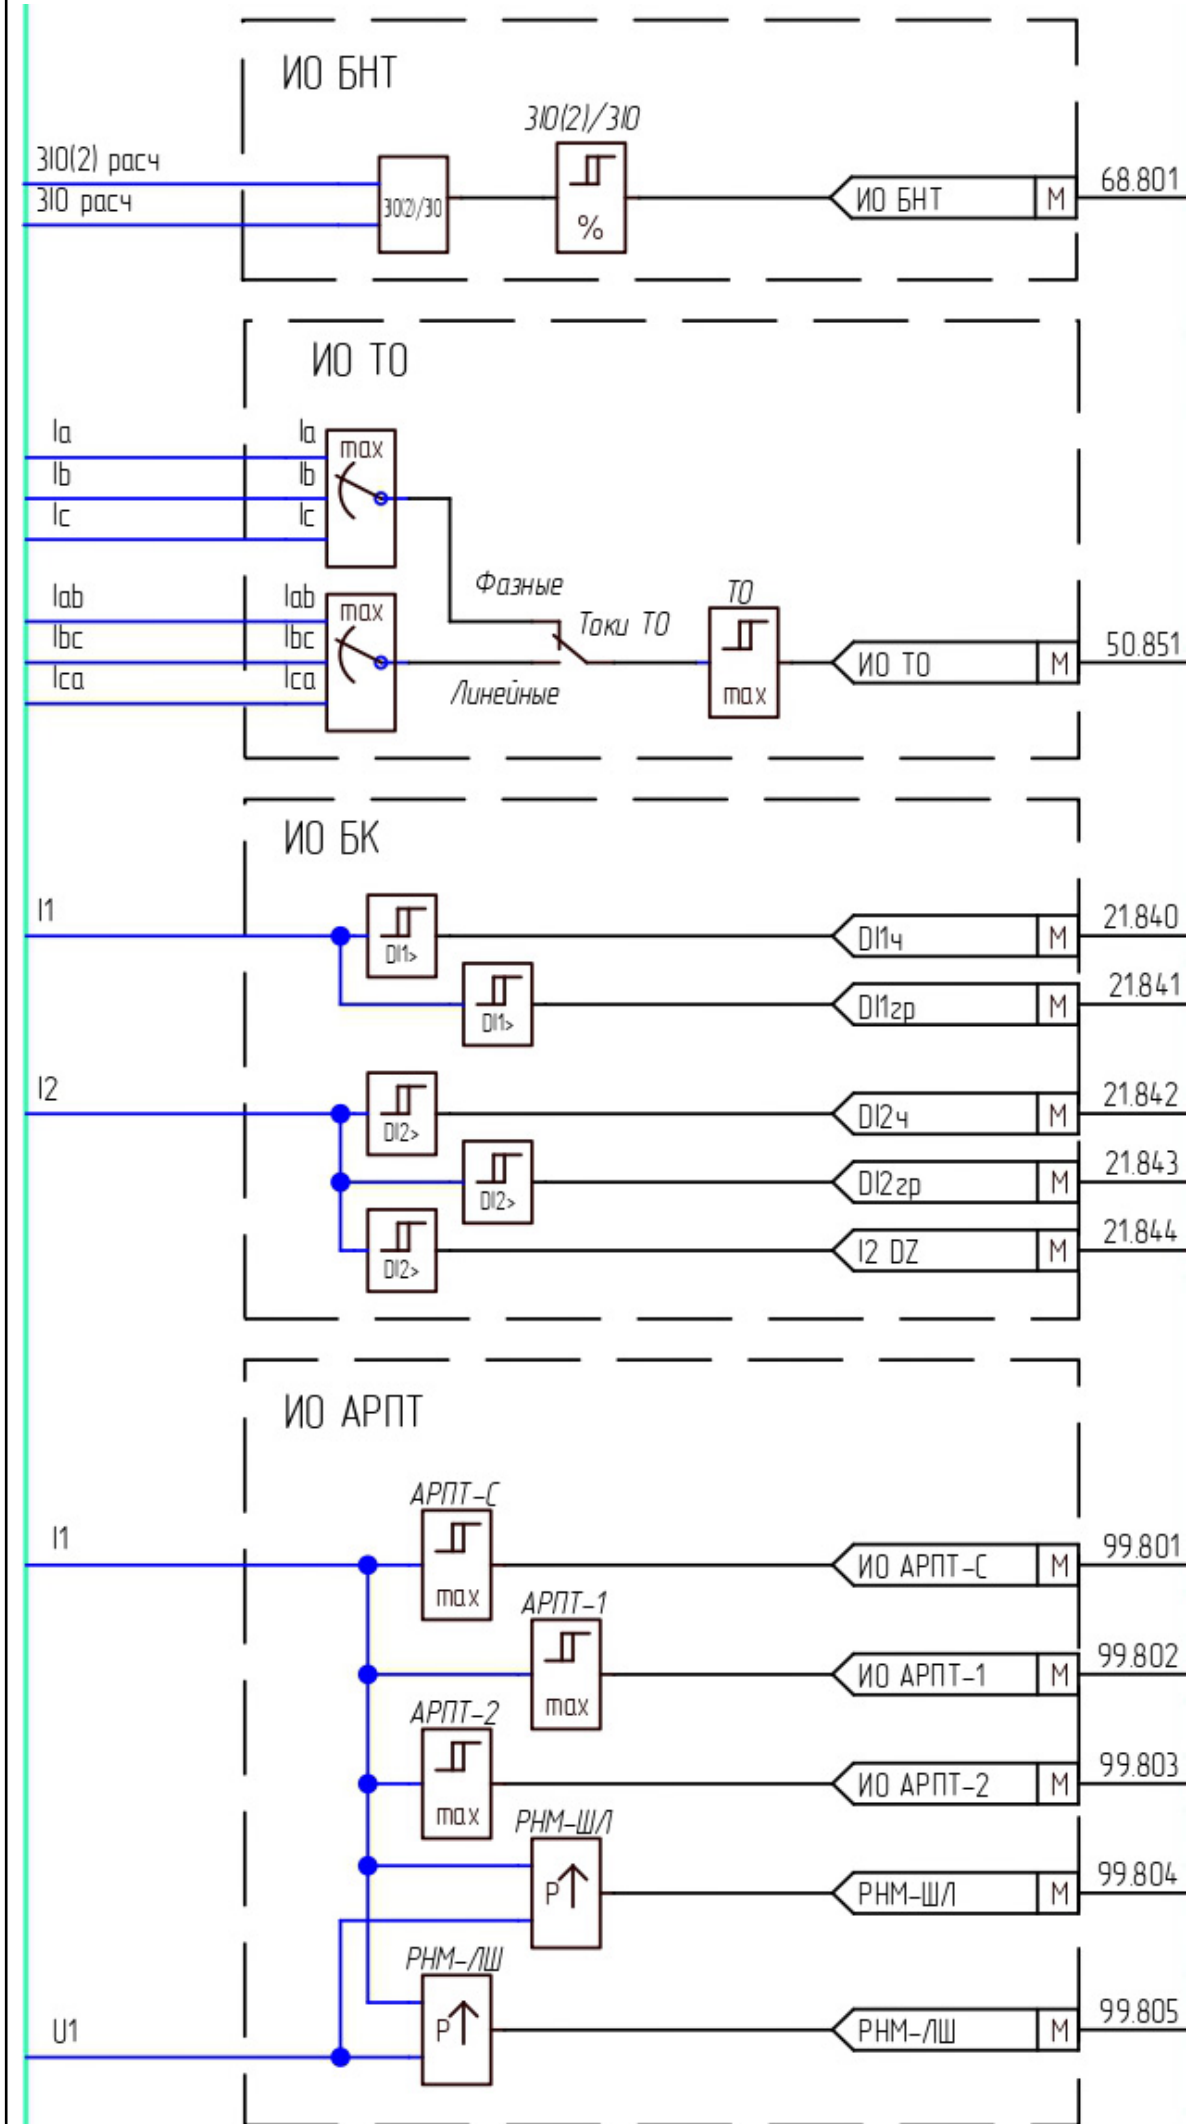 ИО БНТ
3I0(2)/3I0
3I0(2) расч
3I0 расч
3I0(2)/3I0
%
ИО БНТ
М
68.801
ИО ТО
Ia
Ib
Ic
Ia
Ib
Ic
max
Iab
Ibc
Ica
Iab
Ibc
Ica
max
Фазные
Токи ТО
Линейные
ТО
max
ИО ТО
М
50.851
ИО БК
I1
DI1>
DI1ч
М
21.840
DI1>
DI1гр
М
21.841
I2
DI2>
DI2ч
М
21.842
DI2>
DI2гр
М
21.843
DI2>
I2 DZ
М
21.844
ИО АРПТ
I1
АРПТ-С
max
ИО АРПТ-С
М
99.801
АРПТ-1
max
ИО АРПТ-1
М
99.802
АРПТ-2
max
ИО АРПТ-2
М
99.803
РНМ-ШЛ
P
РНМ-ШЛ
М
99.804
РНМ-ЛШ
P
U1
РНМ-ЛШ
М
99.805